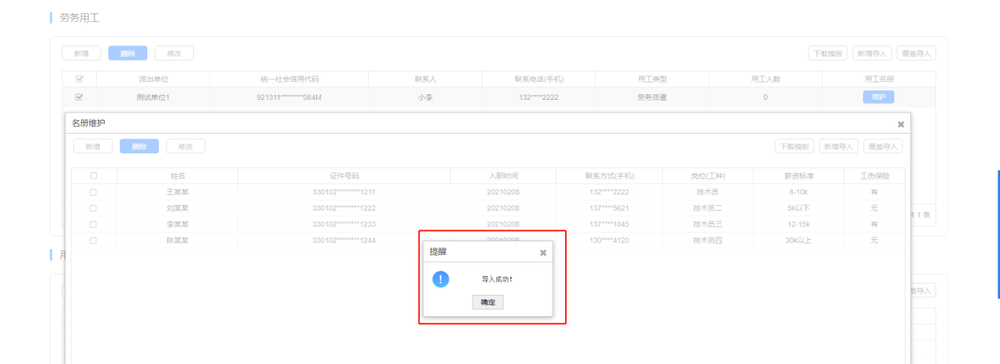 劳务用工
新增 删除 修改 下载模板 新增导入 覆盖导入
派出单位 统一社会信用代码 联系人 联系电话(手机) 用工类型 用工人数 用工名册
测试单位1 921311********084M 小李 132****2222 劳务派遣 0 维护
名册维护
新增 删除 修改 下载模板 新增导入 覆盖导入
姓名 证件号码 入职时间 联系方式(手机) 岗位(工种) 薪资标准 工伤保险
王某某 330102********1211 20210208 132****2222 技术员 8-10k 有
刘某某 330102********1222 20210208 137****5621 技术员二 5k以下 无
共 1 条
李某某 330102********1233 20210208 137****1045 技术员三 12-15k 有
陈某某 330102********1244 20210208 130****4120 技术员四 30k以上 无
提醒
用
导入成功!
盖导入
确定